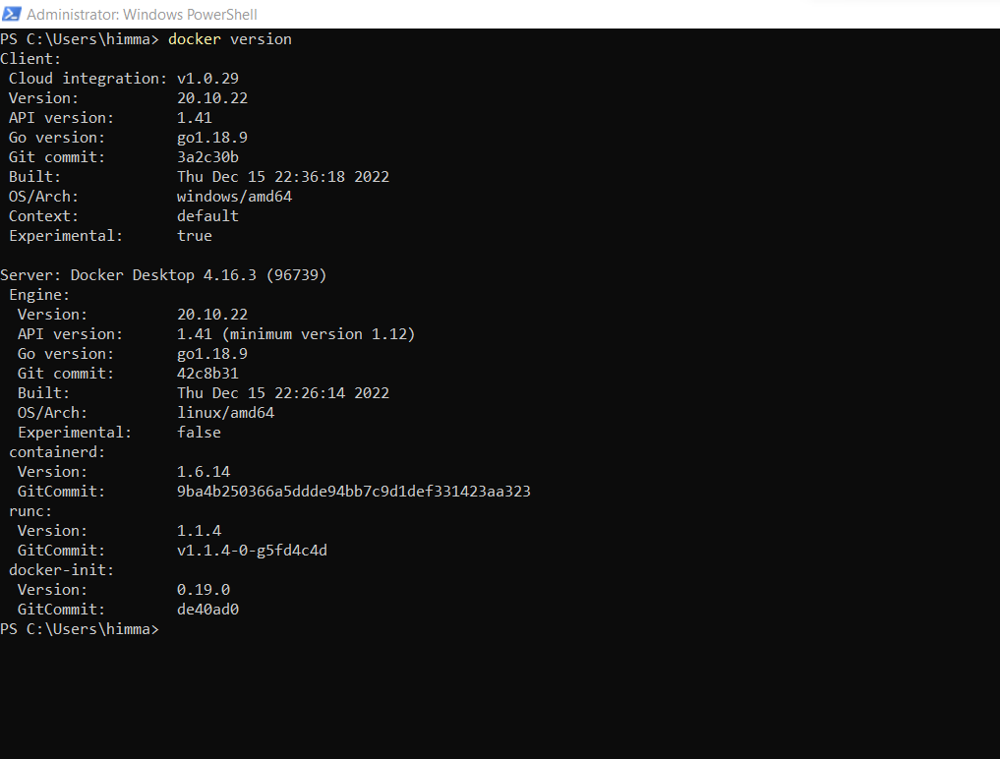 Administrator: Windows PowerShell
PS C:\Users\himma> docker version
Client:
 Cloud integration: v1.0.29
 Version:           20.10.22
 API version:       1.41
 Go version:        go1.18.9
 Git commit:        3a2c30b
 Built:             Thu Dec 15 22:36:18 2022
 OS/Arch:           windows/amd64
 Context:           default
 Experimental:      true

Server: Docker Desktop 4.16.3 (96739)
 Engine:
  Version:          20.10.22
  API version:      1.41 (minimum version 1.12)
  Go version:       go1.18.9
  Git commit:       42c8b31
  Built:            Thu Dec 15 22:26:14 2022
  OS/Arch:          linux/amd64
  Experimental:     false
 containerd:
  Version:          1.6.14
  GitCommit:        9ba4b250366a5ddde94bb7c9d1def331423aa323
 runc:
  Version:          1.1.4
  GitCommit:        v1.1.4-0-g5fd4c4d
 docker-init:
  Version:          0.19.0
  GitCommit:        de40ad0
PS C:\Users\himma>